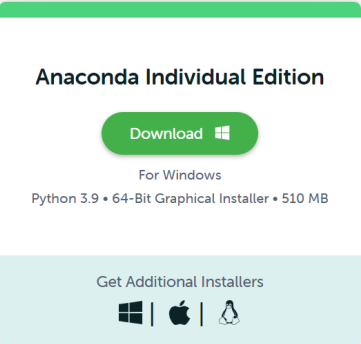 Anaconda Individual Edition
Download
For Windows
Python 3.9 • 64-Bit Graphical Installer • 510 MB
Get Additional Installers
| |